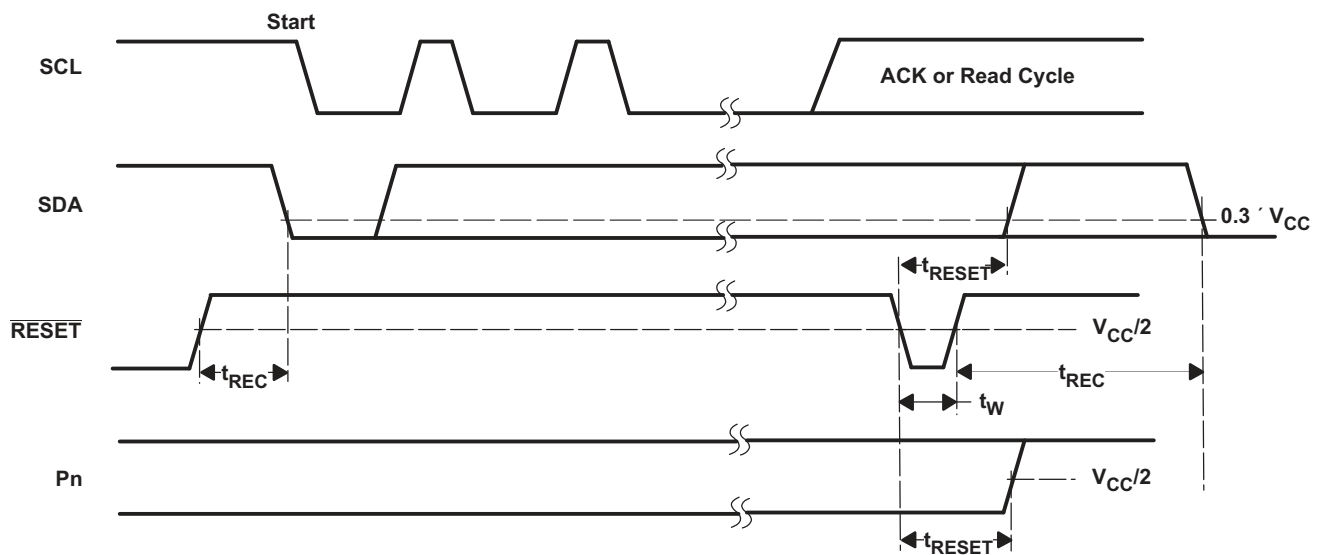 Start
SCL
ACK or Read Cycle
SDA
0.3 ´ VCC
tRESET
RESET
VCC/2
tREC
tREC
tW
Pn
VCC/2
tRESET